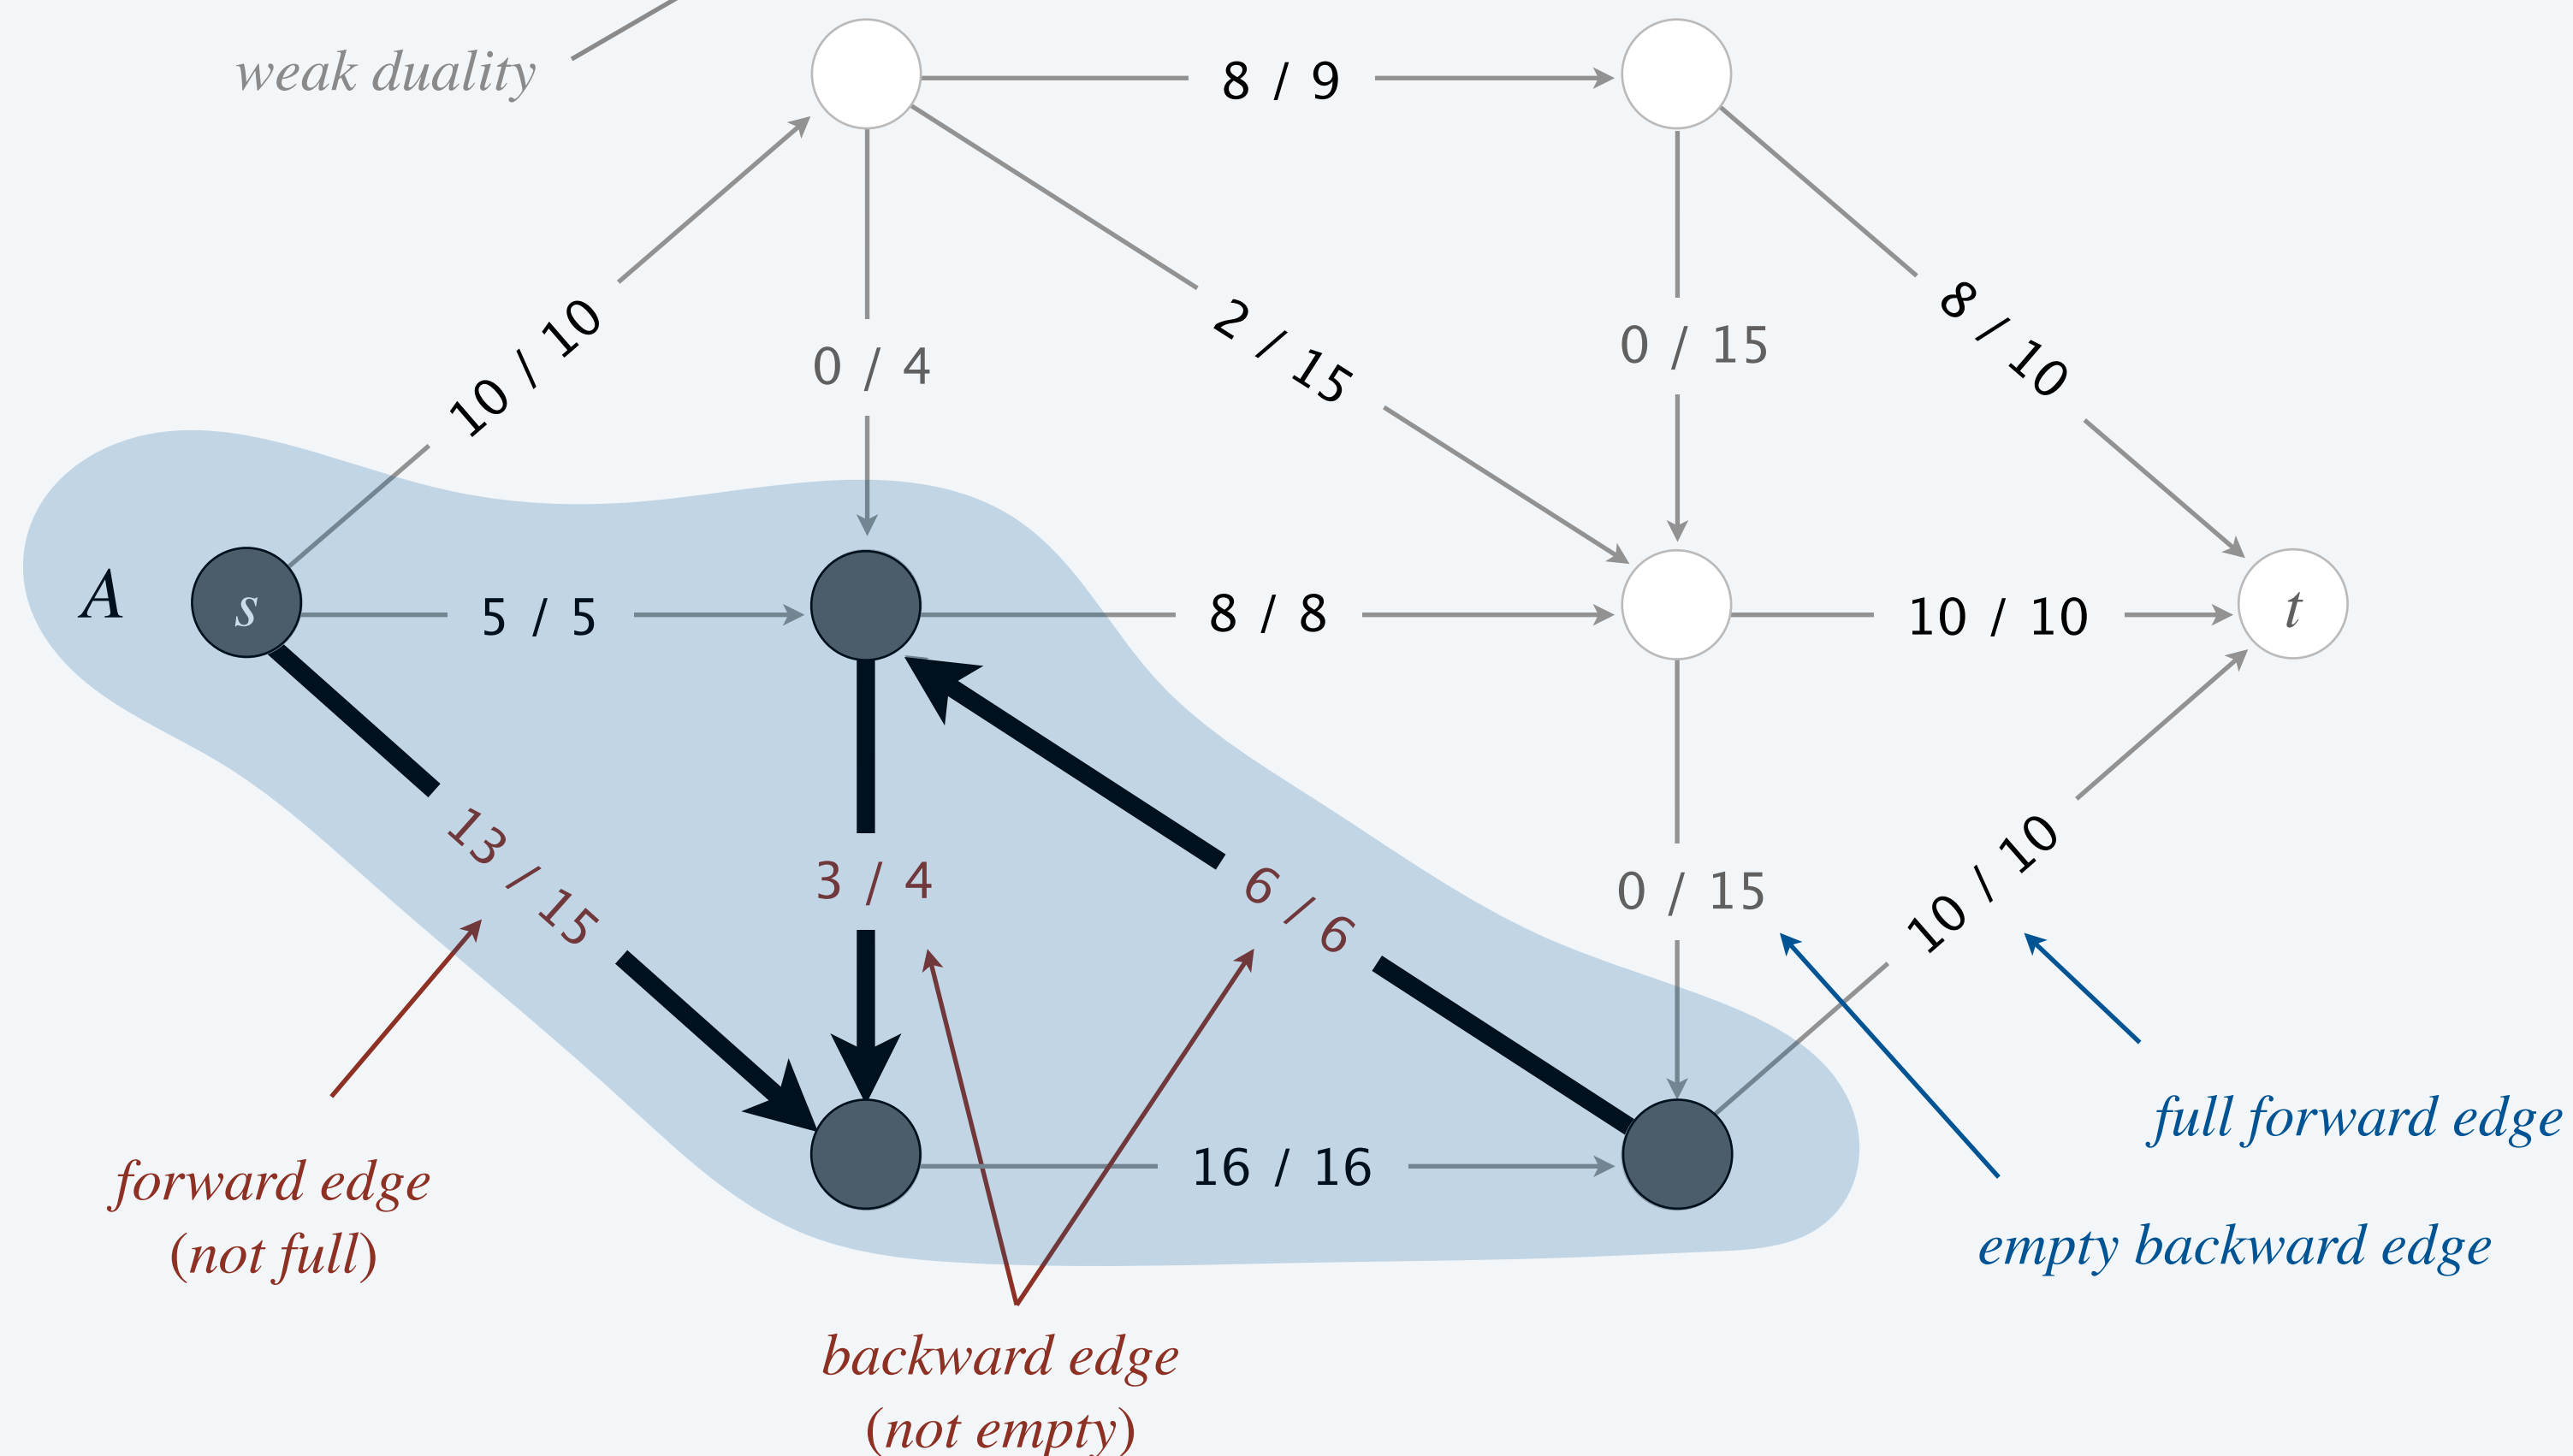 weak duality
8 / 9
10 / 10
0 / 4
2 / 15
0 / 15
8 / 10
A
s
5 / 5
8 / 8
10 / 10
t
13 / 15
3 / 4
6 / 6
0 / 15
10 / 10
16 / 16
full forward edge
forward edge
(not full)
empty backward edge
backward edge
(not empty)